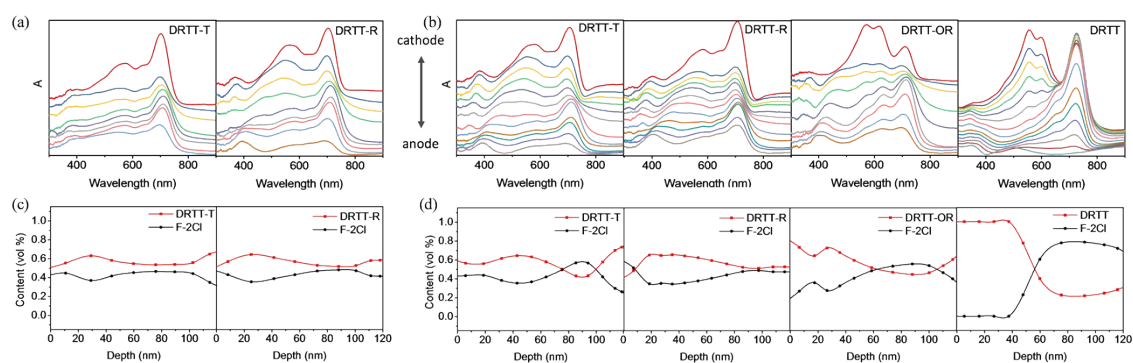 (a)
DRTT-T
DRTT-R
A
300 600 900
300 600 900
Wavelength (nm)
Wavelength (nm)
cathode
anode
(b)
DRTT-T
DRTT-R
DRTT-OR
DRTT
A
400 600 800
400 600 800
400 600 800
400 600 800
Wavelength (nm)
Wavelength (nm)
Wavelength (nm)
Wavelength (nm)
(c)
DRTT-T
F-2Cl
DRTT-R
F-2Cl
Content (vol %)
1.0
0.8
0.6
0.4
0.2
0.0
0 20 40 60 80 100 0 20 40 60 80 100 120
Depth (nm)
Depth (nm)
(d)
DRTT-T
F-2Cl
DRTT-R
F-2Cl
DRTT-OR
F-2Cl
DRTT
F-2Cl
Content (vol %)
1.0
0.8
0.6
0.4
0.2
0.0
0 20 40 60 80 100 0 20 40 60 80 100 0 20 40 60 80 100 0 20 40 60 80 100 120
Depth (nm)
Depth (nm)
Depth (nm)
Depth (nm)